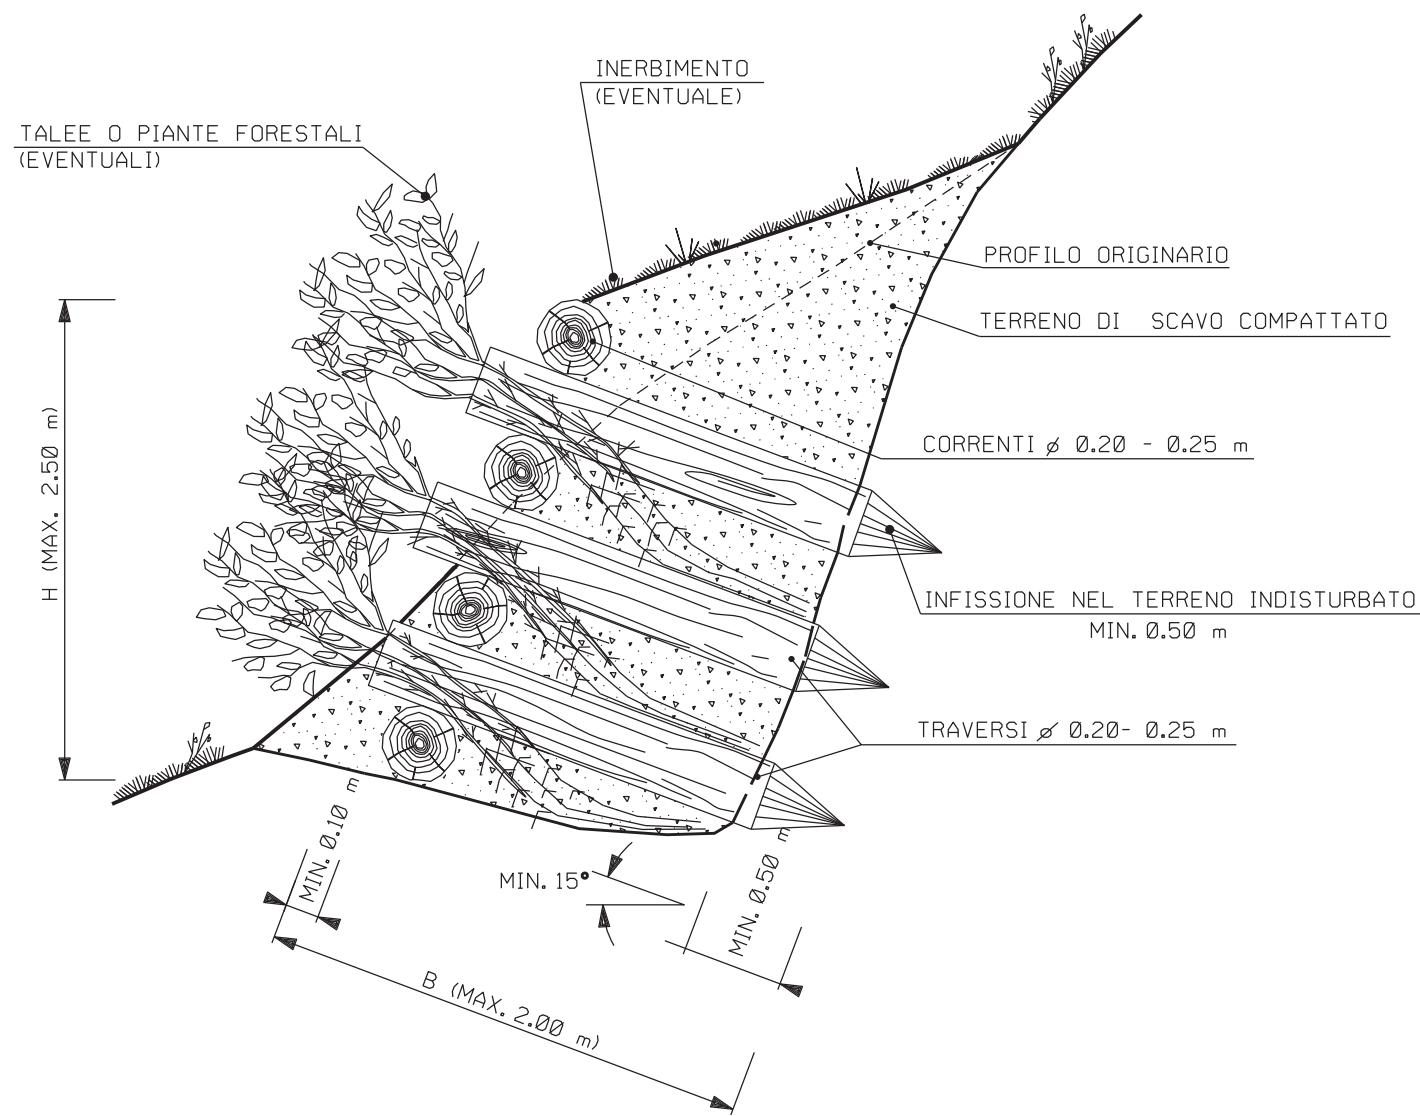 INERBIMENTO
(EVENTUALE)
TALEE O PIANTE FORESTALI
(EVENTUALI)
PROFILO ORIGINARIO
TERRENO DI SCAVO COMPATTATO
CORRENTI ø 0.20 - 0.25 m
H (MAX. 2.50 m)
INFISSIONE NEL TERRENO INDISTURBATO
MIN. 0.50 m
TRAVERSI ø 0.20- 0.25 m
MIN. 0.10 m
MIN. 15°
MIN. 0.50 m
B (MAX. 2.00 m)